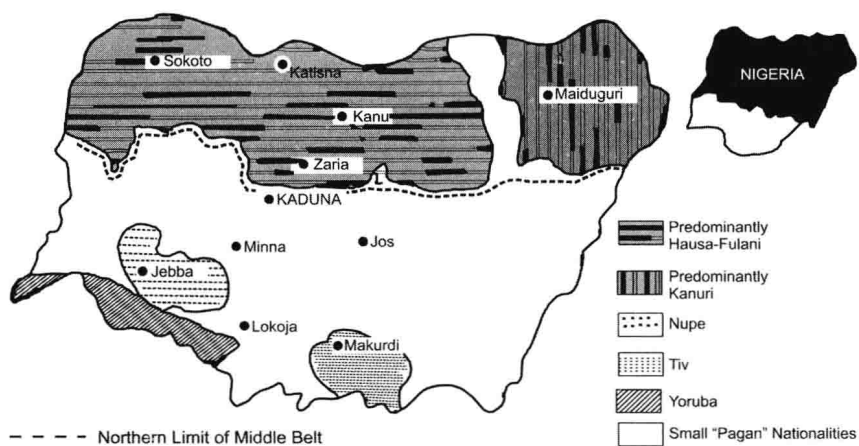 Sokoto
Katisna
Kanu
Maiduguri
NIGERIA
Zaria
KADUNA
Minna
Jos
Jebba
Lokoja
Makurdi
Predominantly
Hausa-Fulani
Predominantly
Kanuri
Nupe
Tiv
Yoruba
Small "Pagan" Nationalities
Northern Limit of Middle Belt